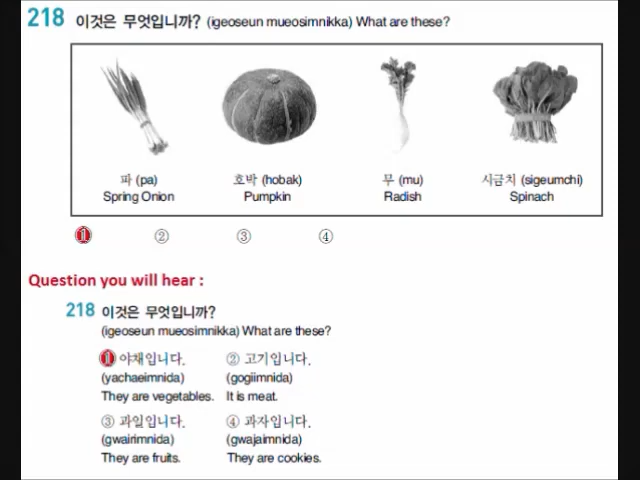 218 이것은 무엇입니까? (igeoseun mueosimnikka) What are these?
파 (pa) 호박 (hobak) 무 (mu) 시금치 (sigeumchi)
Spring Onion Pumpkin Radish Spinach
① ② ③ ④
Question you will hear :
218 이것은 무엇입니까?
(igeoseun mueosimnikka) What are these?
① 야채입니다. ② 고기입니다.
(yachaeimnida) (gogiimnida)
They are vegetables. It is meat.
③ 과일입니다. ④ 과자입니다.
(gwairimnida) (gwajaimnida)
They are fruits. They are cookies.